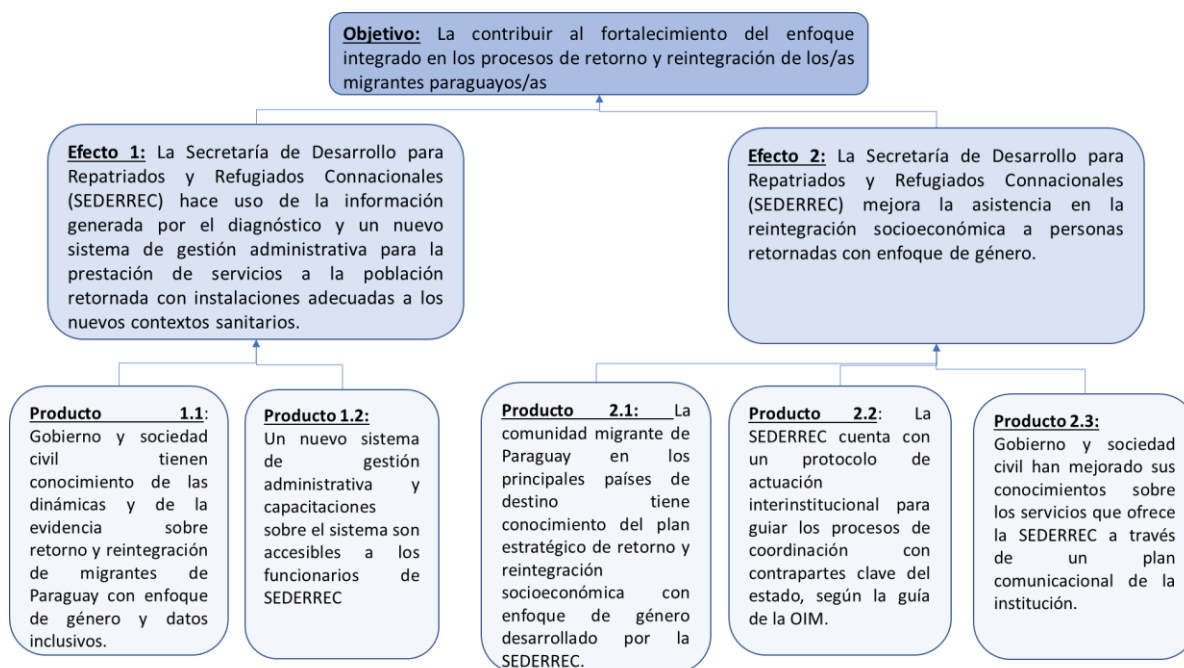 Objetivo: La contribuir al fortalecimiento del enfoque
integrado en los procesos de retorno y reintegración de los/as
migrantes paraguayos/as
Efecto 1: La Secretaría de Desarrollo para
Repatriados y Refugiados Connacionales
(SEDERREC) hace uso de la información
generada por el diagnóstico y un nuevo
sistema de gestión administrativa para la
prestación de servicios a la población
retornada con instalaciones adecuadas a los
nuevos contextos sanitarios.
Efecto 2: La Secretaría de Desarrollo para
Repatriados y Refugiados Connacionales
(SEDERREC) mejora la asistencia en la
reintegración socioeconómica a personas
retornadas con enfoque de género.
Producto 1.1:
Gobierno y sociedad
civil tienen
conocimiento de las
dinámicas y de la
evidencia sobre
retorno y reintegración
de migrantes de
Paraguay con enfoque
de género y datos
inclusivos.
Producto 1.2:
Un nuevo sistema
de gestión
administrativa y
capacitaciones
sobre el sistema son
accesibles a los
funcionarios de
SEDERREC
Producto 2.1: La
comunidad migrante de
Paraguay en los
principales países de
destino tiene
conocimiento del plan
estratégico de retorno y
reintegración
socioeconómica con
enfoque de género
desarrollado por la
SEDERREC.
Producto 2.2: La
SEDERREC cuenta con
un protocolo de
actuación
interinstitucional para
guiar los procesos de
coordinación con
contrapartes clave del
estado, según la guía
de la OIM.
Producto 2.3:
Gobierno y sociedad
civil han mejorado sus
conocimientos sobre
los servicios que ofrece
la SEDERREC a través
de un plan
comunicacional de la
institución.